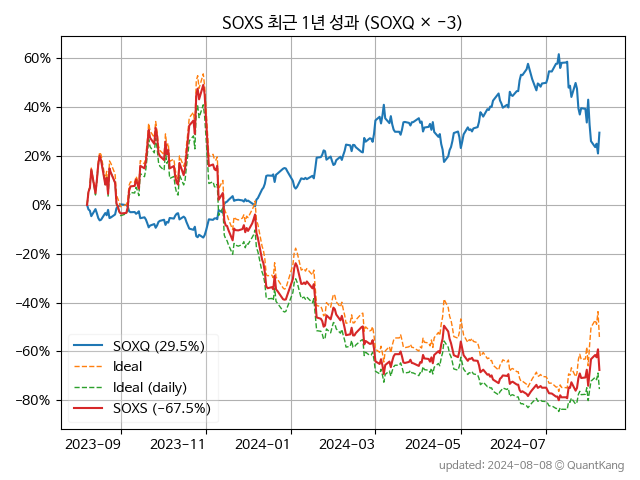 SOXS 최근 1년 성과 (SOXQ × −3)
60%
40%
20%
0%
−20%
−40%
−60%
−80%
SOXQ (29.5%)
Ideal
Ideal (daily)
SOXS (−67.5%)
2023-09
2023-11
2024-01
2024-03
2024-05
2024-07
updated: 2024-08-08 © QuantKang